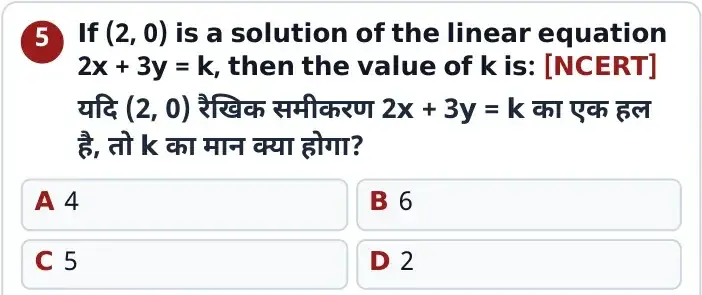 5 If (2, 0) is a solution of the linear equation
2x + 3y = k, then the value of k is: [NCERT]
यदि (2, 0) रैखिक समीकरण 2x + 3y = k का एक हल
है, तो k का मान क्या होगा?
A 4 B 6
C 5 D 2